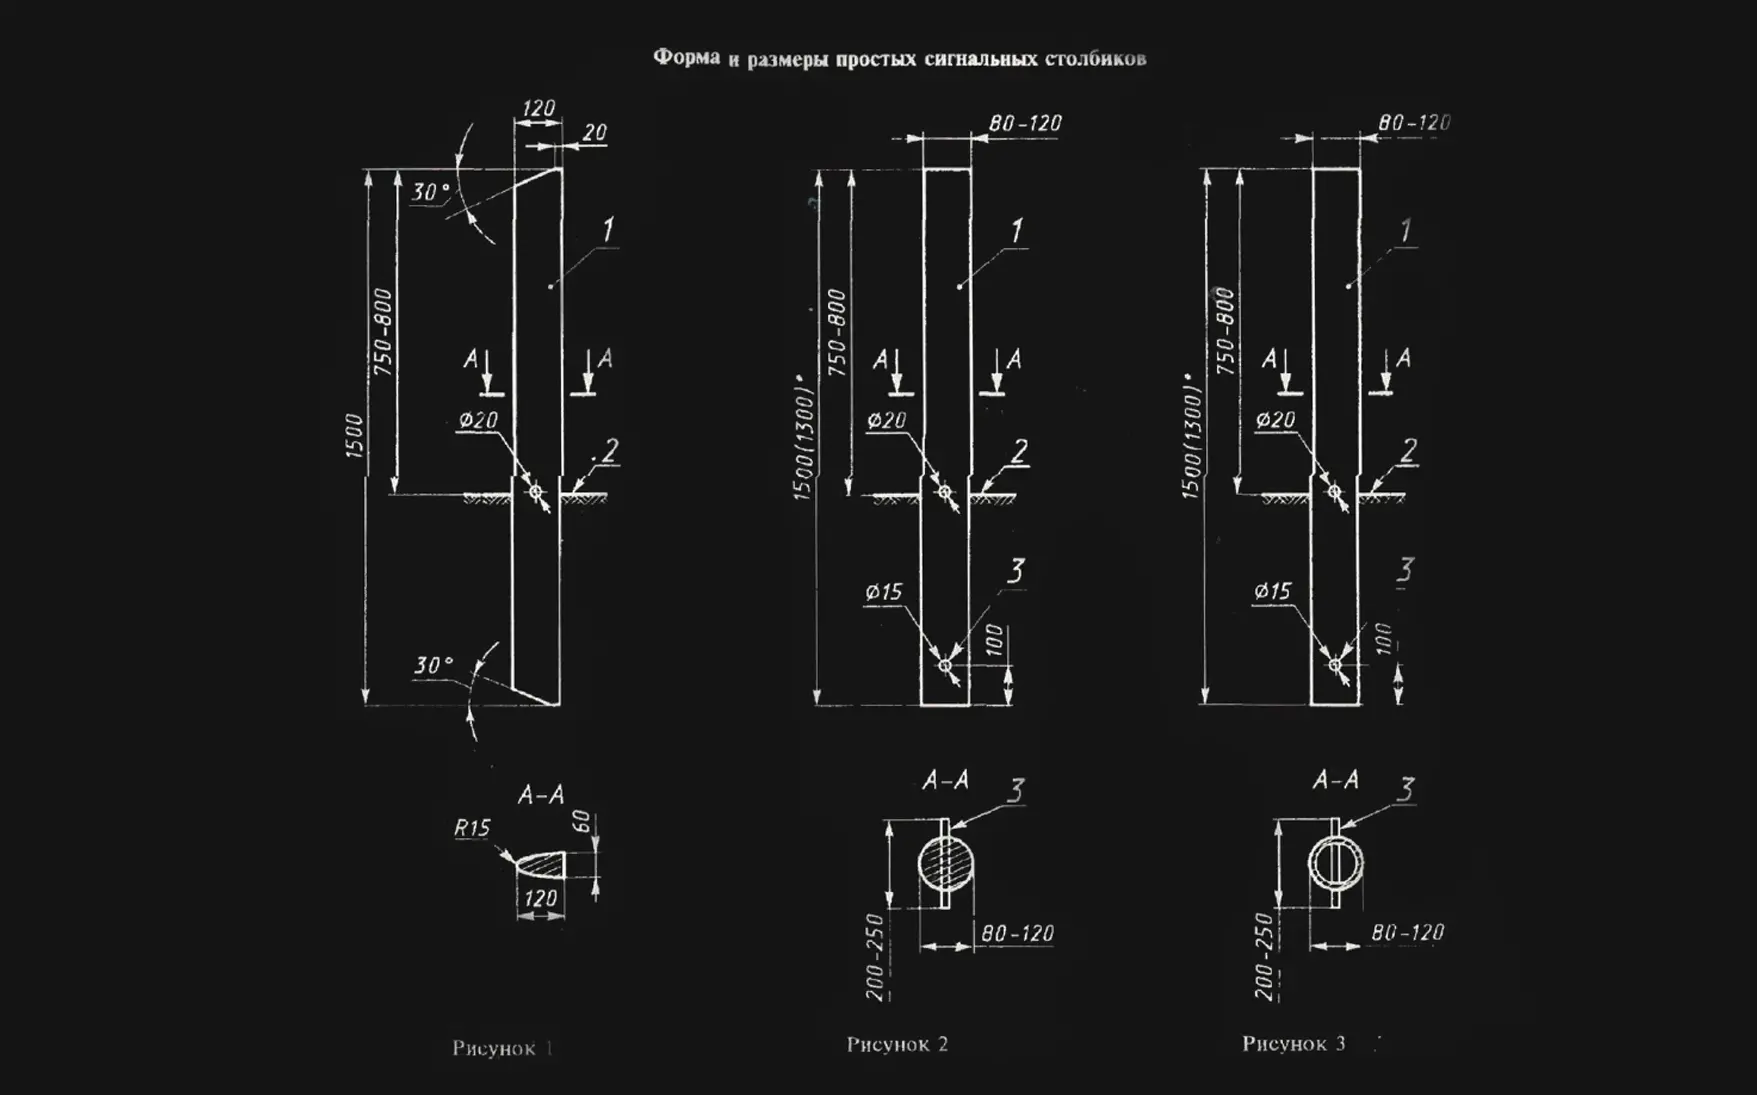 Форма и размеры простых сигнальных столбиков
120
20
30°
1
750-800
1500
А А
Ø20
2
30°
А-А
R15
60
120
Рисунок 1
80-120
1
750-800
1500(1300)*
А А
Ø20
2
3
Ø15
100
А-А
3
200-250
80-120
Рисунок 2
80-120
1
750-800
1500(1300)*
А А
Ø20
2
3
Ø15
100
А-А
3
200-250
80-120
Рисунок 3